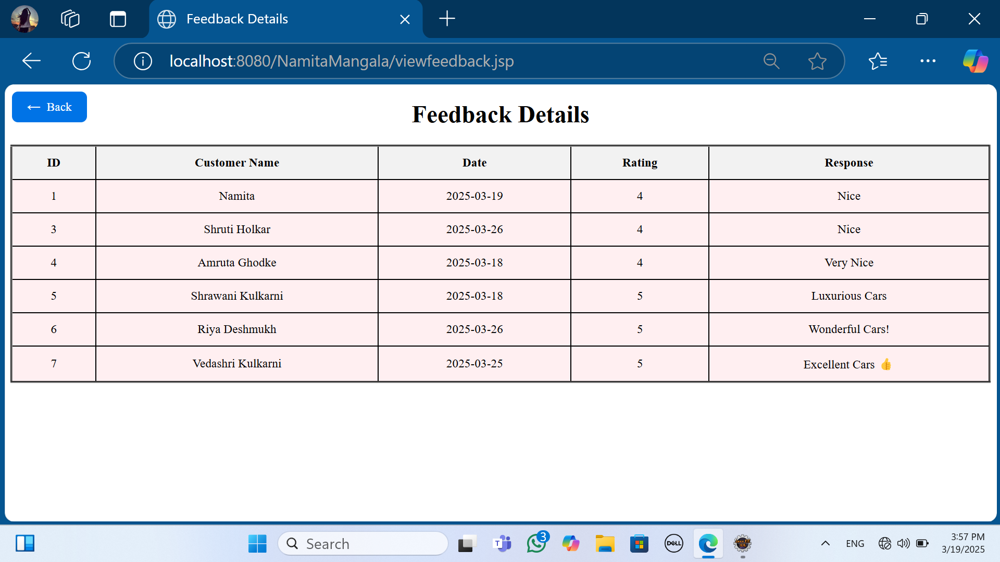 Feedback Details
localhost:8080/NamitaMangala/viewfeedback.jsp
← Back
Feedback Details
ID Customer Name Date Rating Response
1 Namita 2025-03-19 4 Nice
3 Shruti Holkar 2025-03-26 4 Nice
4 Amruta Ghodke 2025-03-18 4 Very Nice
5 Shrawani Kulkarni 2025-03-18 5 Luxurious Cars
6 Riya Deshmukh 2025-03-26 5 Wonderful Cars!
7 Vedashri Kulkarni 2025-03-25 5 Excellent Cars 👍
Search
T
3
DELL
Java EE
IDE
ENG
3:57 PM
3/19/2025